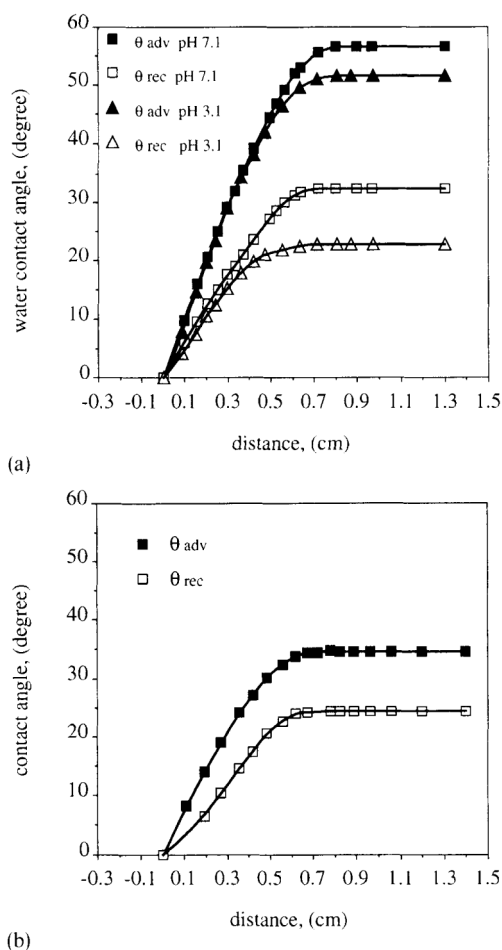 60
θ adv pH 7.1
θ rec pH 7.1
θ adv pH 3.1
θ rec pH 3.1
50
40
30
20
10
0
water contact angle, (degree)
-0.3 -0.1 0.1 0.3 0.5 0.7 0.9 1.1 1.3 1.5
distance, (cm)
(a)
60
θ adv
θ rec
50
40
30
20
10
0
contact angle, (degree)
-0.3 -0.1 0.1 0.3 0.5 0.7 0.9 1.1 1.3 1.5
distance, (cm)
(b)